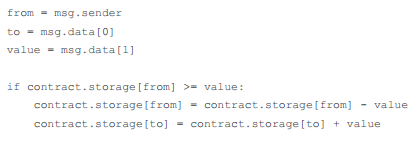 from = msg.sender
to = msg.data[0]
value = msg.data[1]
if contract.storage[from] >= value:
    contract.storage[from] = contract.storage[from] - value
    contract.storage[to] = contract.storage[to] + value